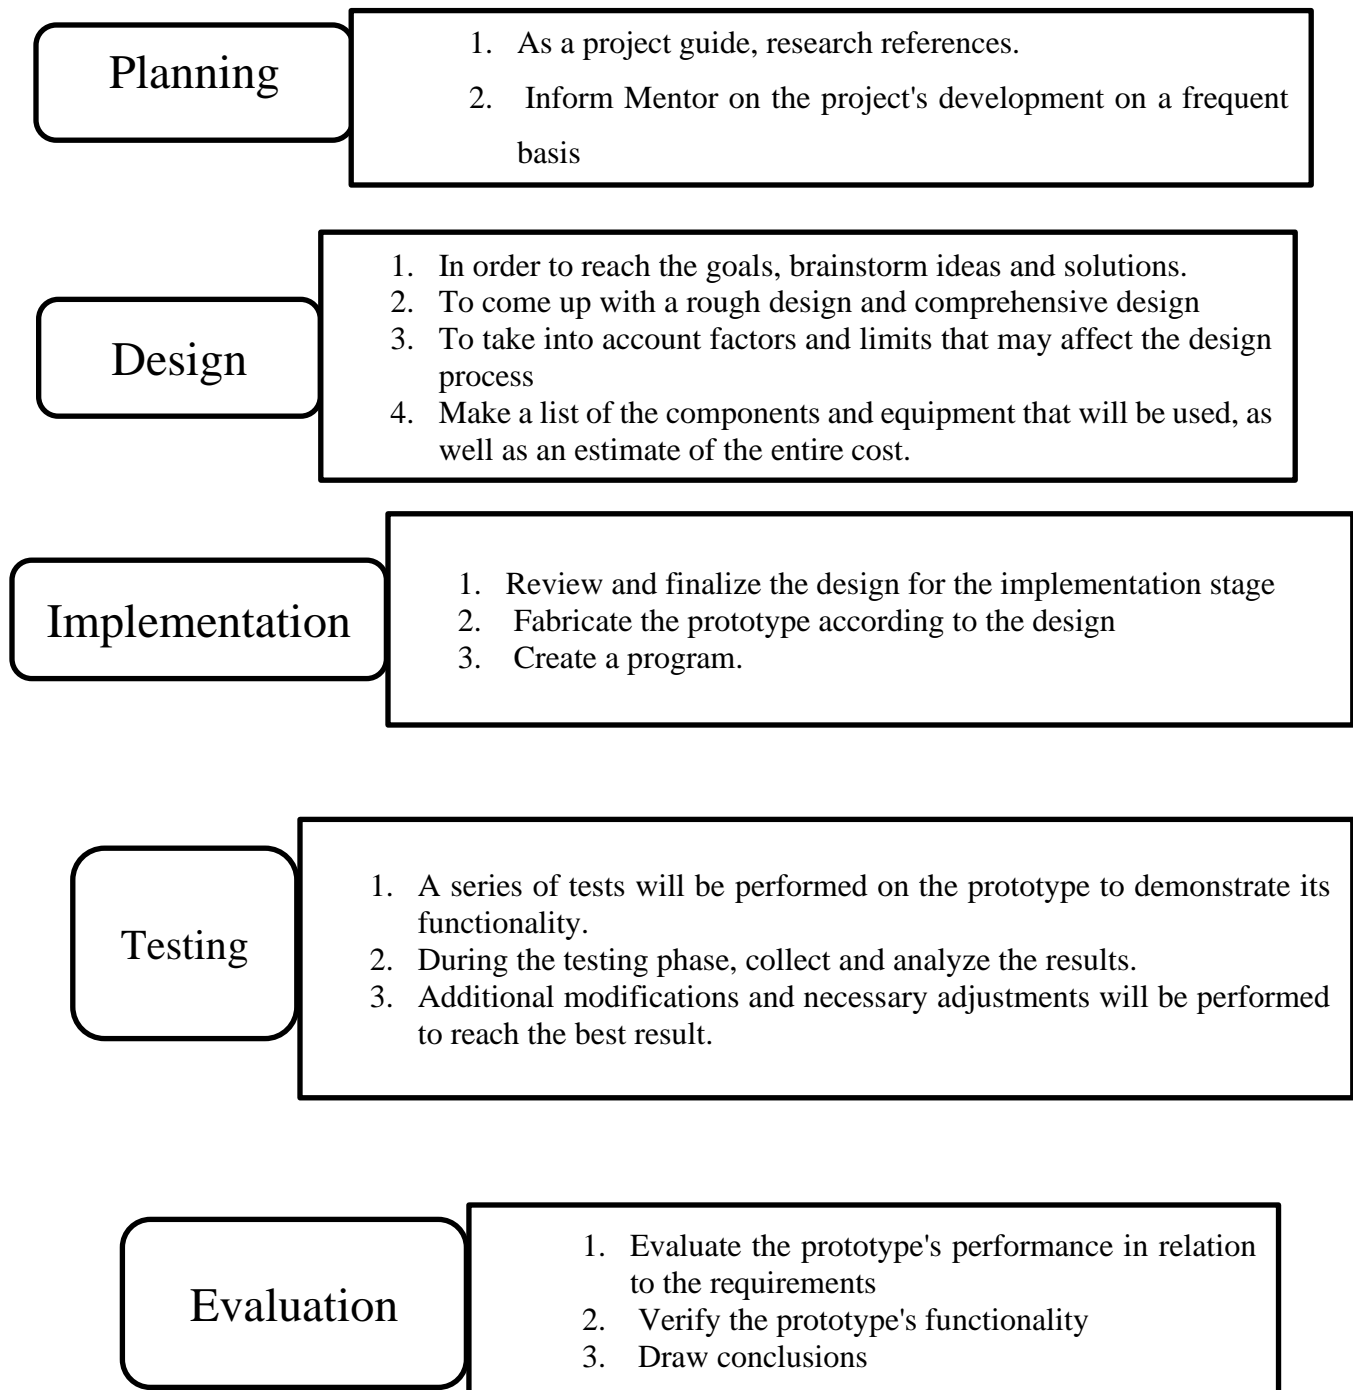 Planning
1. As a project guide, research references.
2. Inform Mentor on the project's development on a frequent
basis
Design
1. In order to reach the goals, brainstorm ideas and solutions.
2. To come up with a rough design and comprehensive design
3. To take into account factors and limits that may affect the design
process
4. Make a list of the components and equipment that will be used, as
well as an estimate of the entire cost.
Implementation
1. Review and finalize the design for the implementation stage
2. Fabricate the prototype according to the design
3. Create a program.
Testing
1. A series of tests will be performed on the prototype to demonstrate its
functionality.
2. During the testing phase, collect and analyze the results.
3. Additional modifications and necessary adjustments will be performed
to reach the best result.
Evaluation
1. Evaluate the prototype's performance in relation
to the requirements
2. Verify the prototype's functionality
3. Draw conclusions